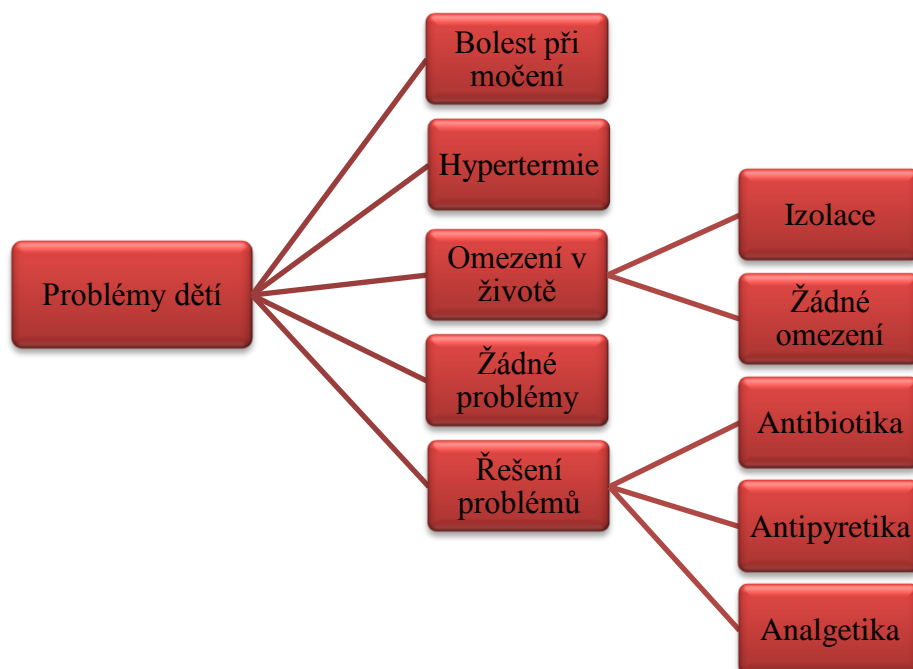 Problémy dětí
Bolest při
močení
Hypertermie
Omezení v
životě
Žádné
problémy
Řešení
problémů
Izolace
Žádné
omezení
Antibiotika
Antipyretika
Analgetika